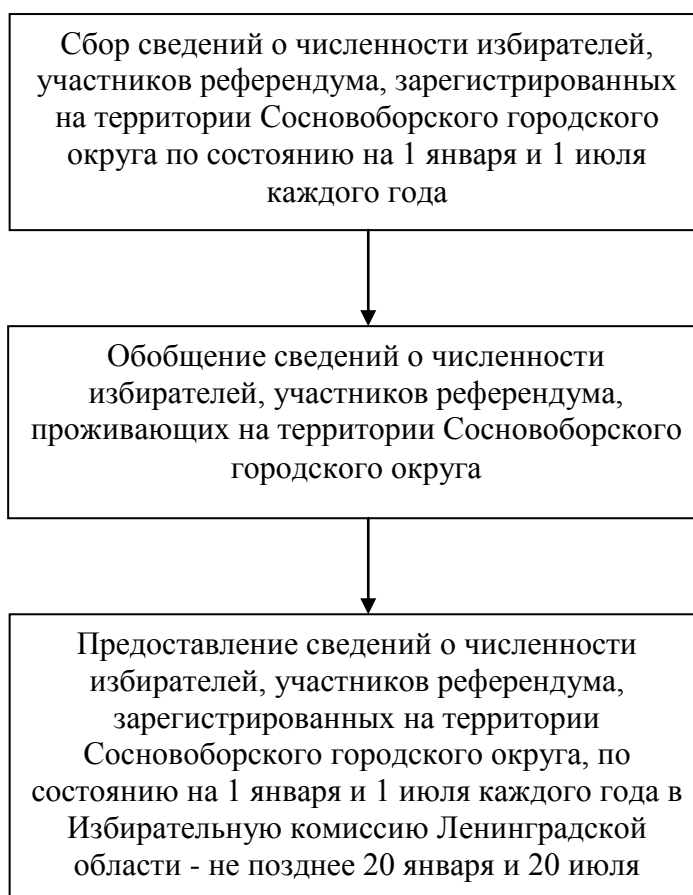 Сбор сведений о численности избирателей,
участников референдума, зарегистрированных
на территории Сосновоборского городского
округа по состоянию на 1 января и 1 июля
каждого года
Обобщение сведений о численности
избирателей, участников референдума,
проживающих на территории Сосновоборского
городского округа
Предоставление сведений о численности
избирателей, участников референдума,
зарегистрированных на территории
Сосновоборского городского округа, по
состоянию на 1 января и 1 июля каждого года в
Избирательную комиссию Ленинградской
области - не позднее 20 января и 20 июля